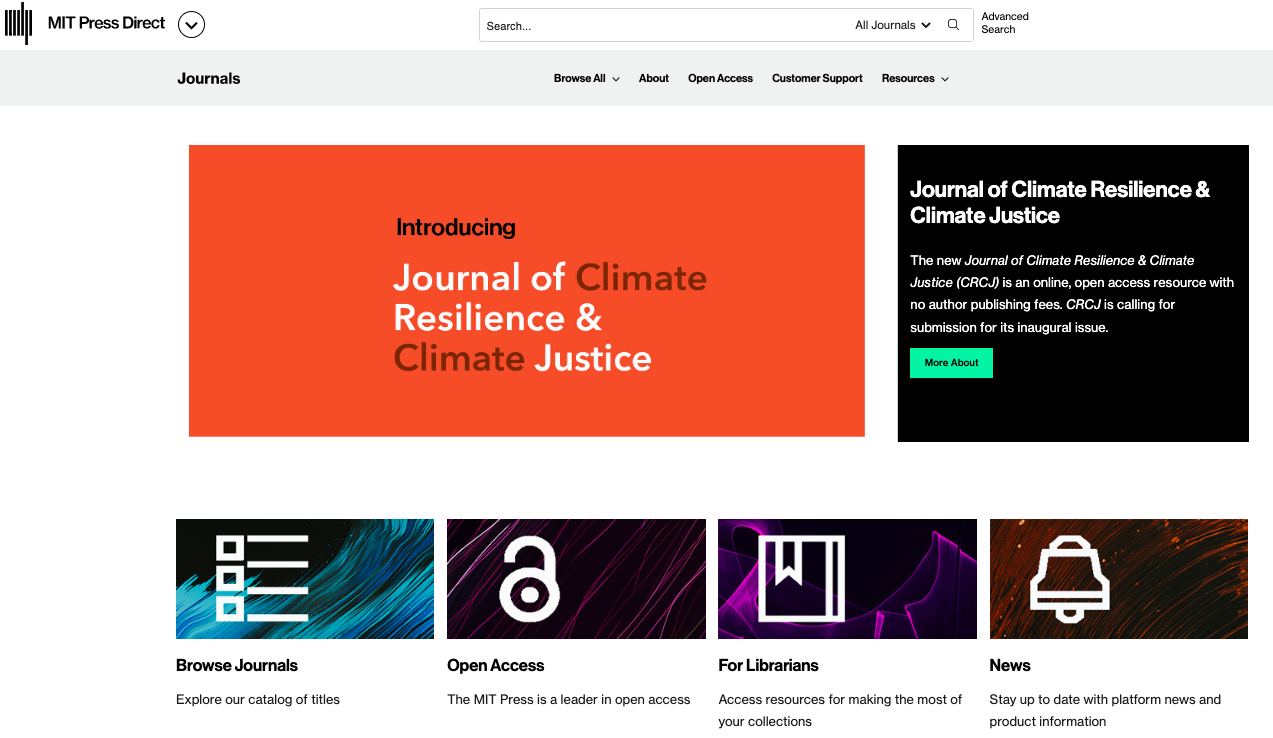 MIT Press Direct
Search...
All Journals
Advanced
Search
Journals
Browse All
About
Open Access
Customer Support
Resources
Introducing
Journal of Climate
Resilience &
Climate Justice
Journal of Climate Resilience &
Climate Justice
The new Journal of Climate Resilience & Climate
Justice (CRCJ) is an online, open access resource with
no author publishing fees. CRCJ is calling for
submission for its inaugural issue.
More About
Browse Journals
Explore our catalog of titles
Open Access
The MIT Press is a leader in open access
For Librarians
Access resources for making the most of
your collections
News
Stay up to date with platform news and
product information